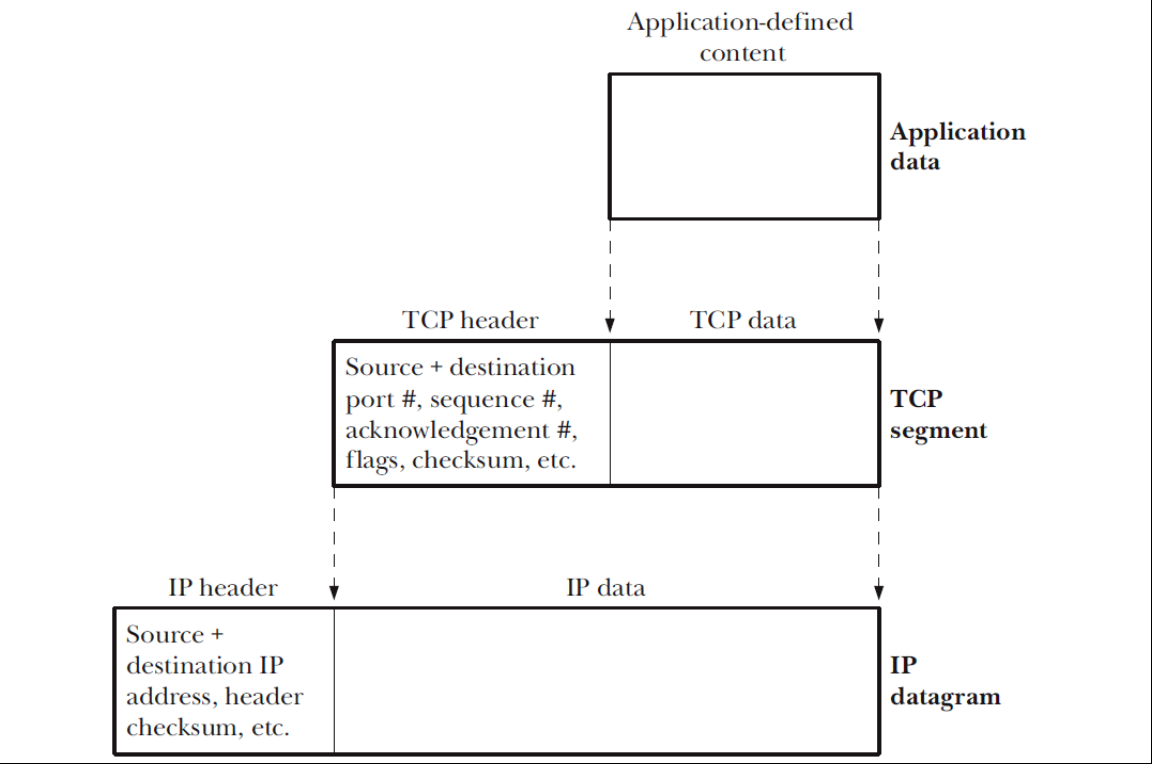 Application-defined
content
Application
data
TCP header
TCP data
Source + destination
port #, sequence #,
acknowledgement #,
flags, checksum, etc.
TCP
segment
IP header
IP data
Source +
destination IP
address, header
checksum, etc.
IP
datagram